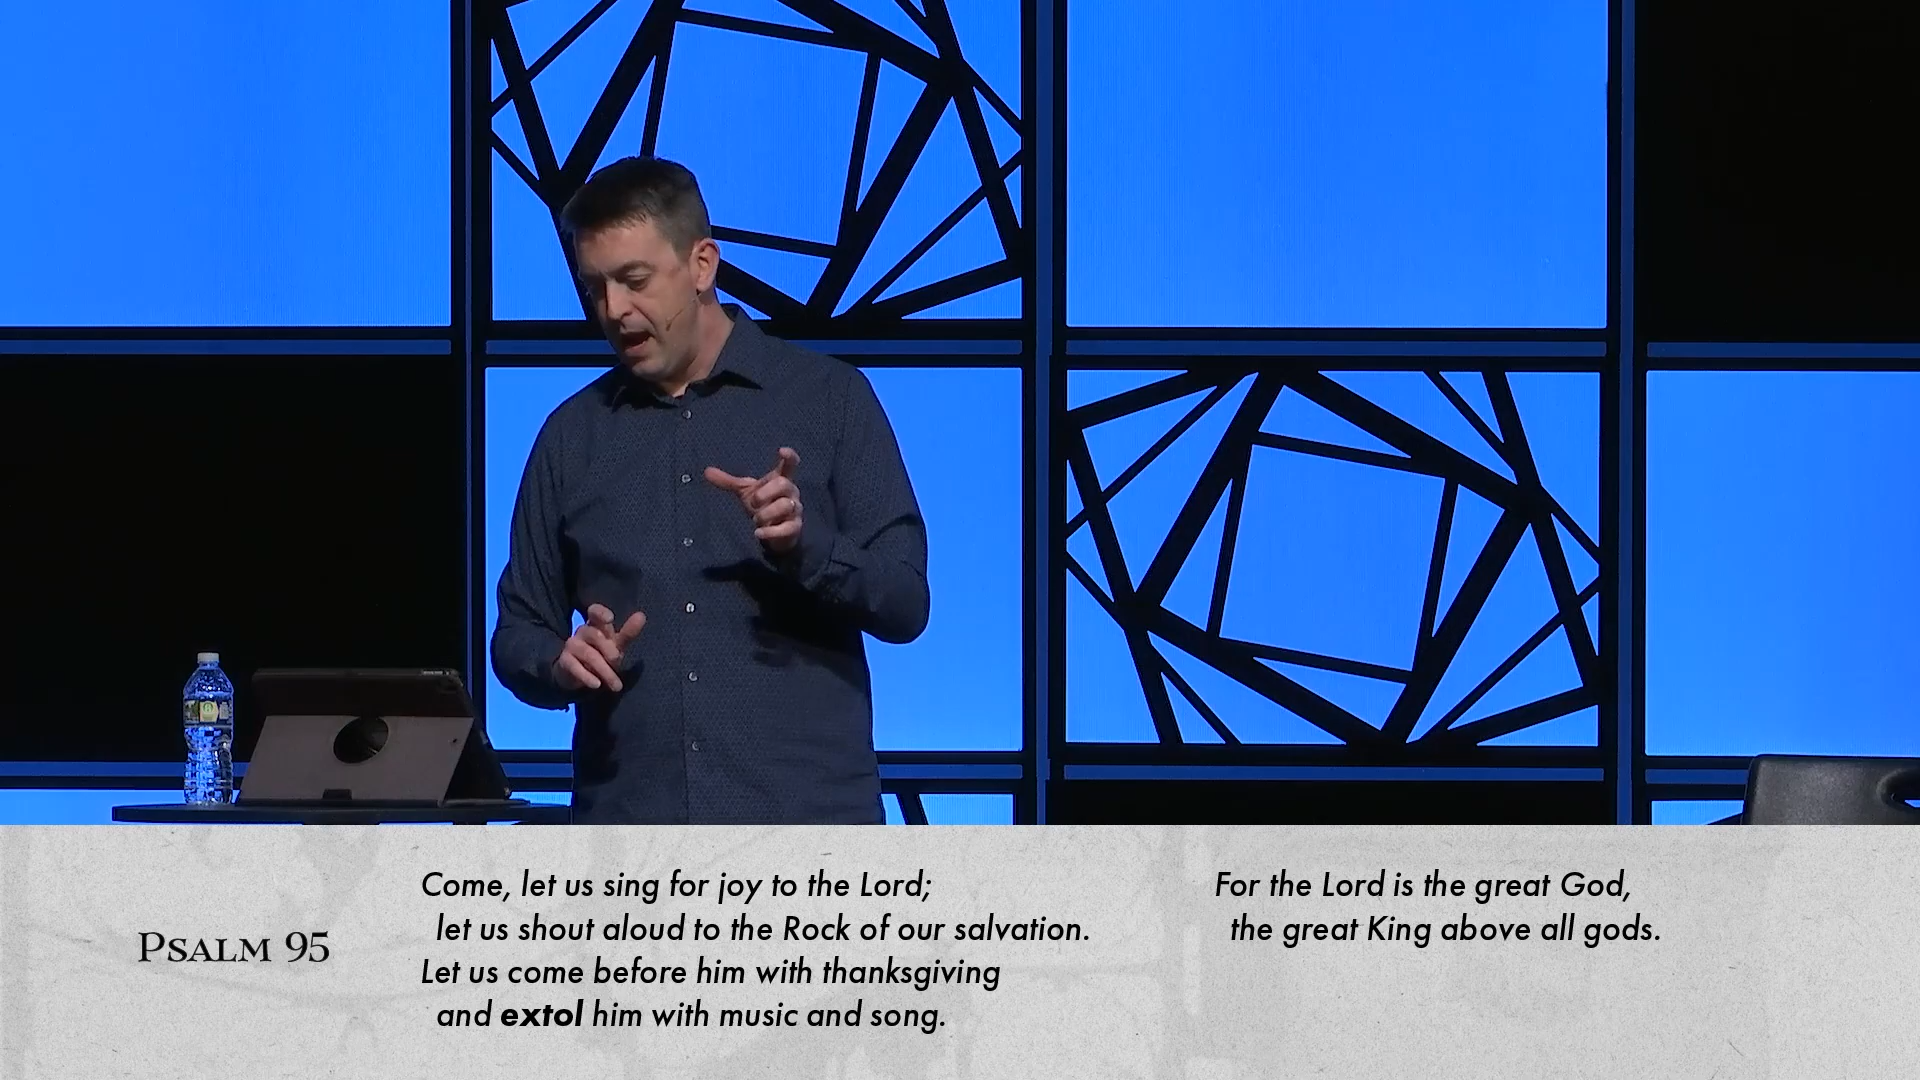 Psalm 95
Come, let us sing for joy to the Lord;
let us shout aloud to the Rock of our salvation.
Let us come before him with thanksgiving
and extol him with music and song.
For the Lord is the great God,
the great King above all gods.